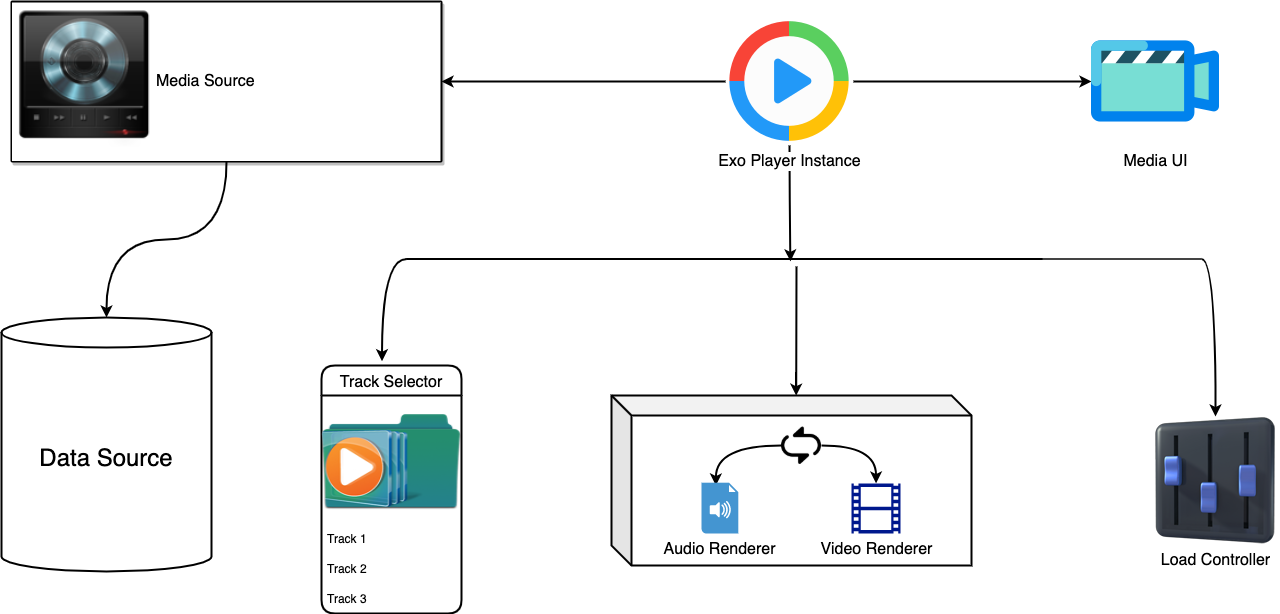 Media Source
Exo Player Instance
Media UI
Data Source
Track Selector
Track 1
Track 2
Track 3
Audio Renderer
Video Renderer
Load Controller